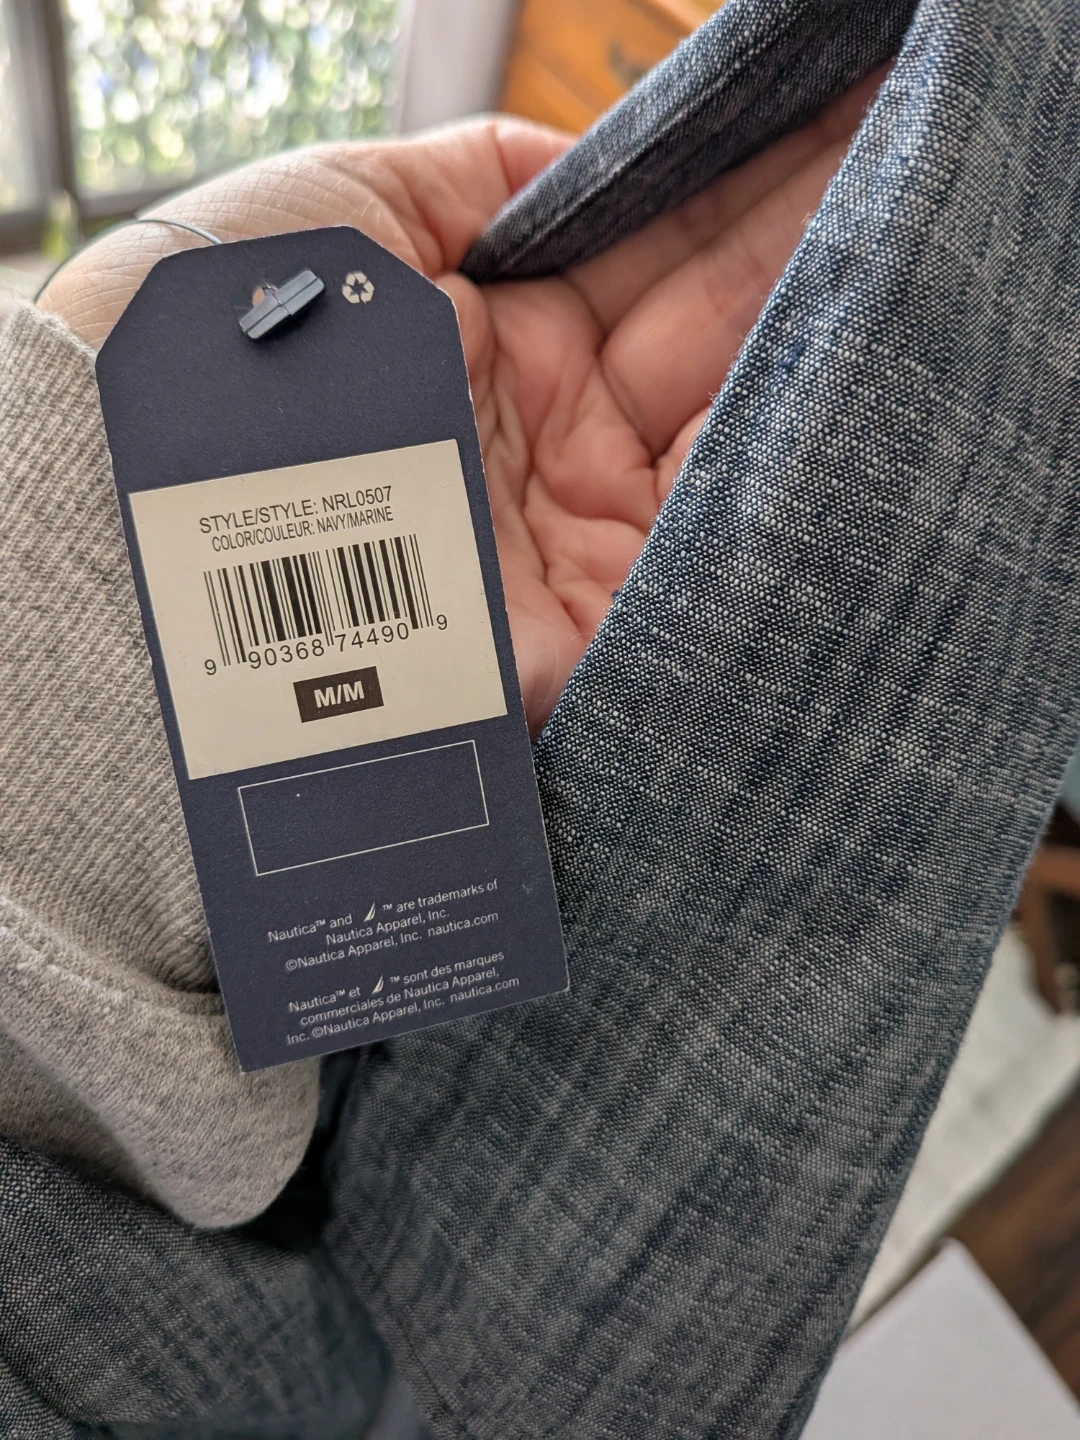 STYLE/STYLE: NRL0507
COLOR/COULEUR: NAVY/MARINE
9 90368 74490 9
M/M
Nautica™ and ™ are trademarks of
Nautica Apparel, Inc.
©Nautica Apparel, Inc. nautica.com
Nautica™ et ™ sont des marques
commerciales de Nautica Apparel,
Inc. ©Nautica Apparel, Inc. nautica.com